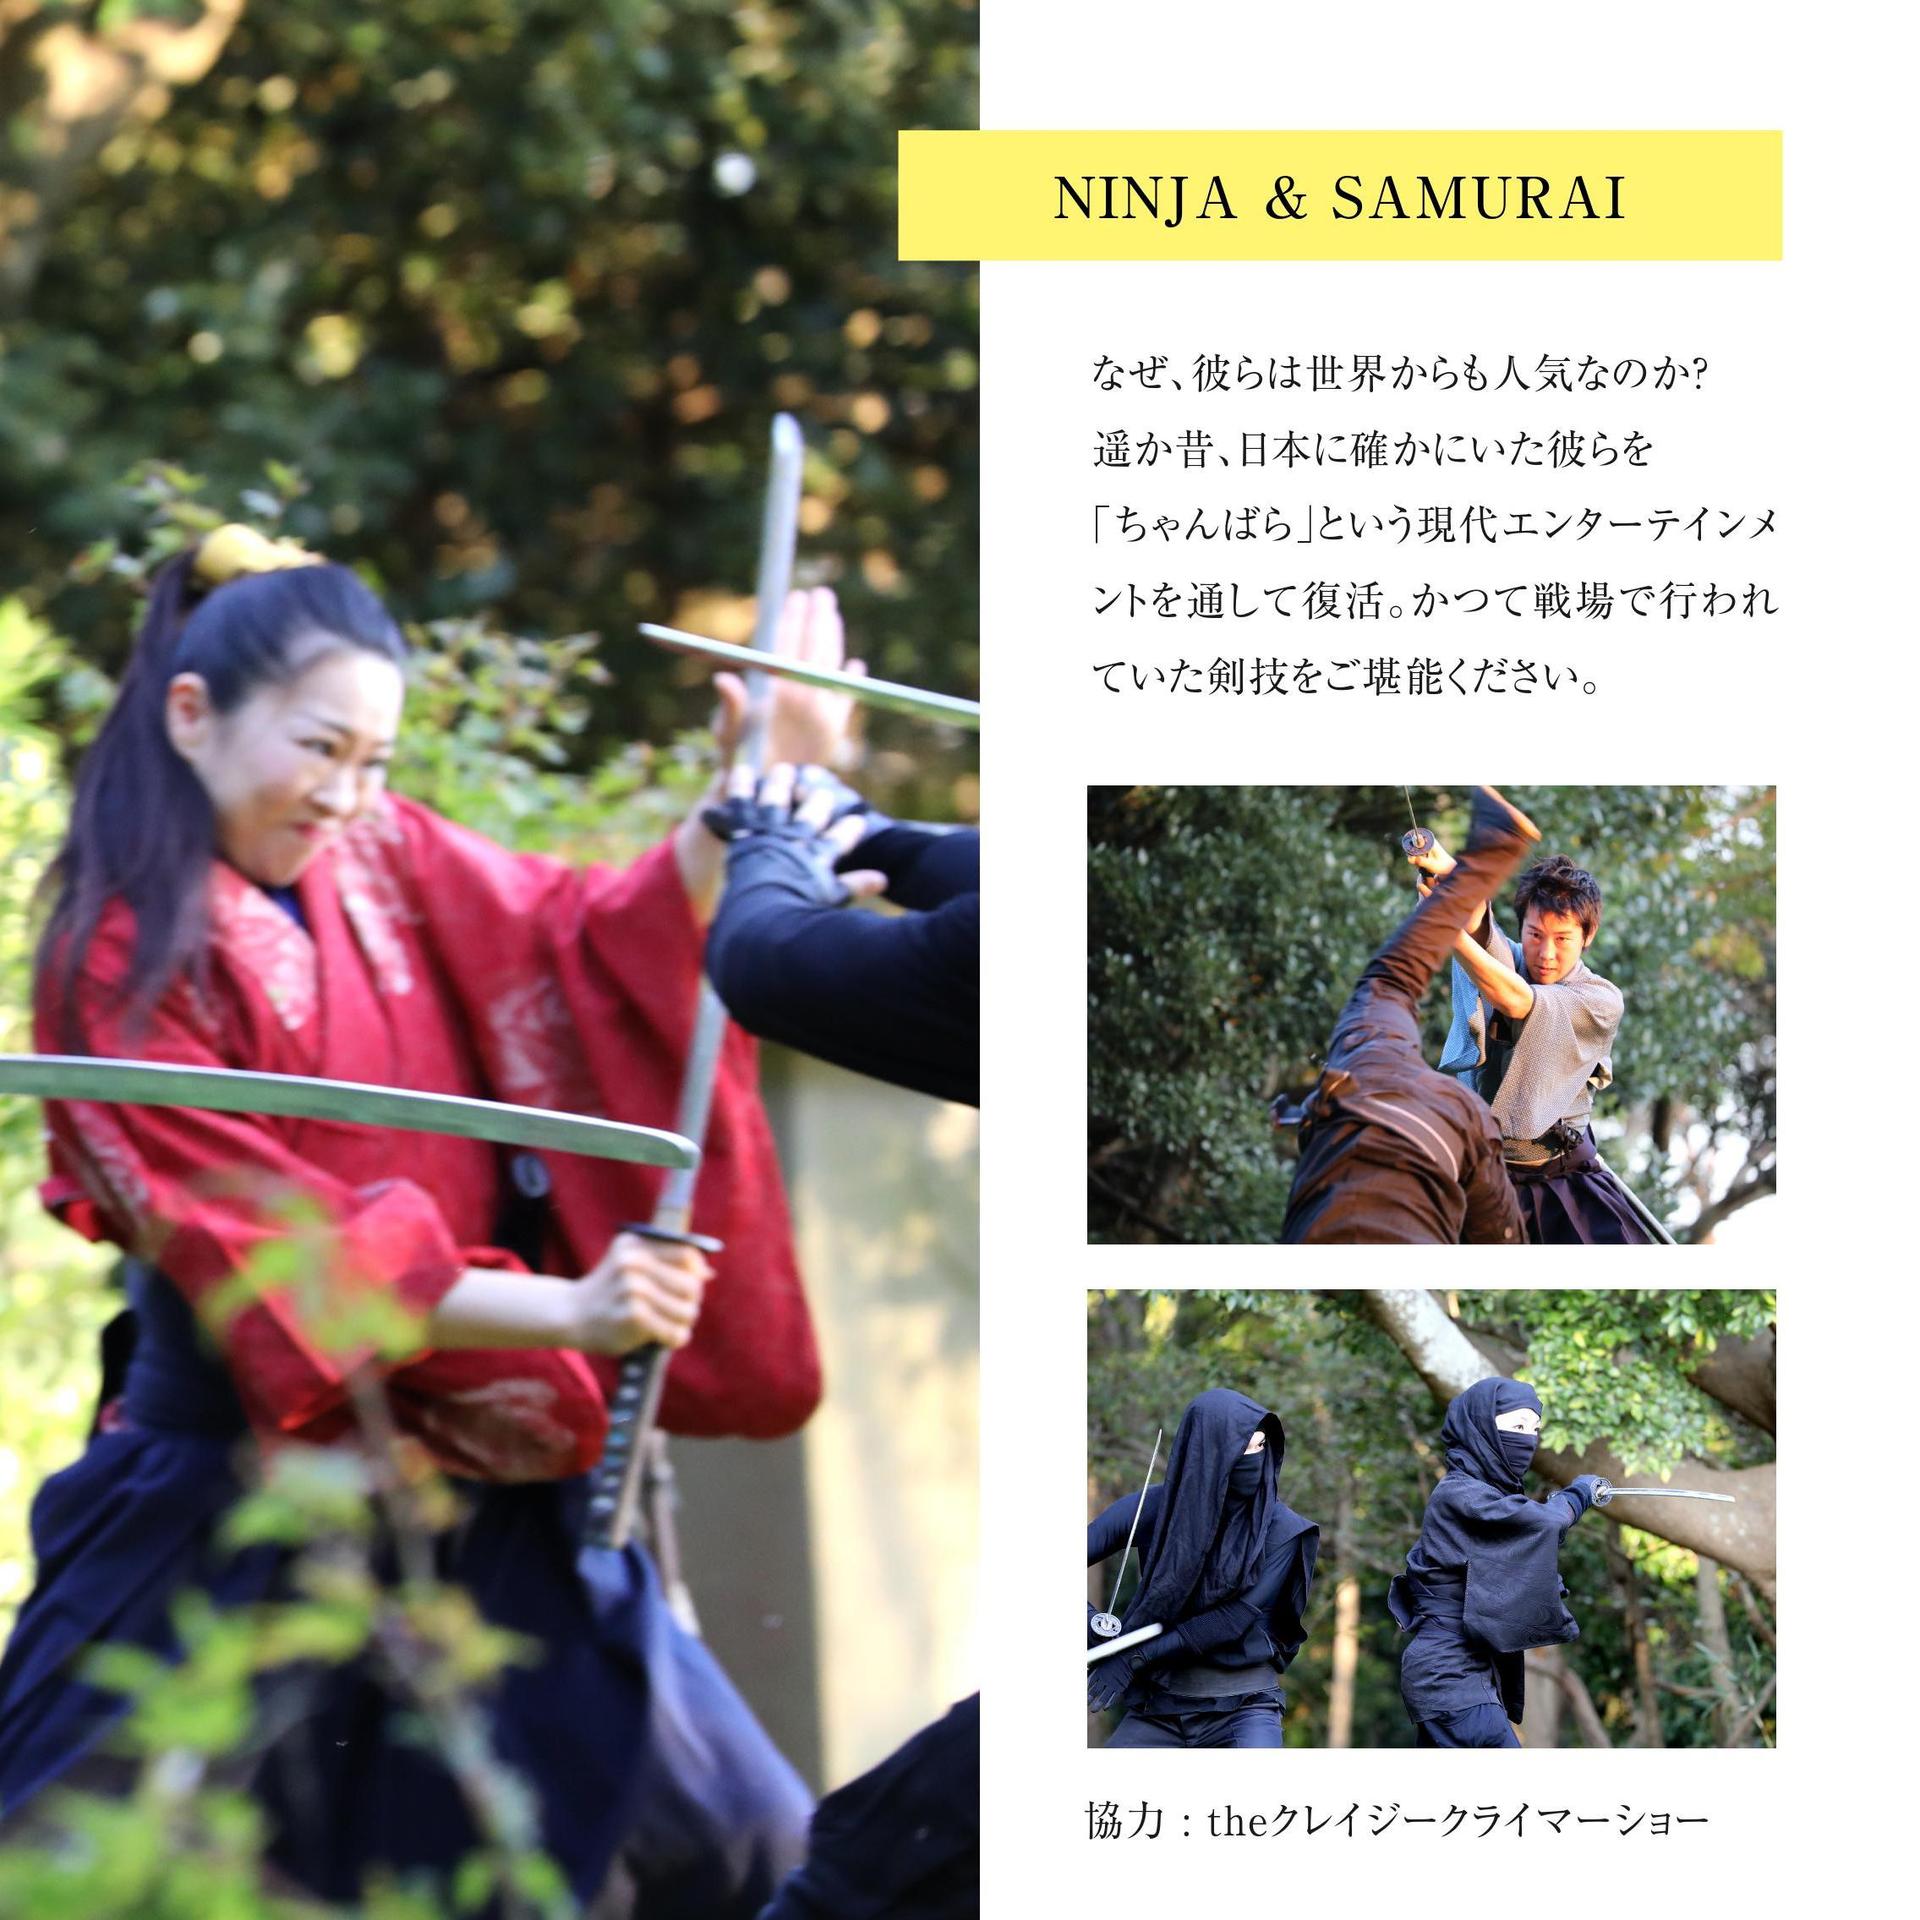 NINJA & SAMURAI
なぜ、彼らは世界からも人気なのか?
遥か昔、日本に確かにいた彼らを
「ちゃんばら」という現代エンターテインメ
ントを通して復活。かつて戦場で行われ
ていた剣技をご堪能ください。
協力：theクレイジークライマーショー